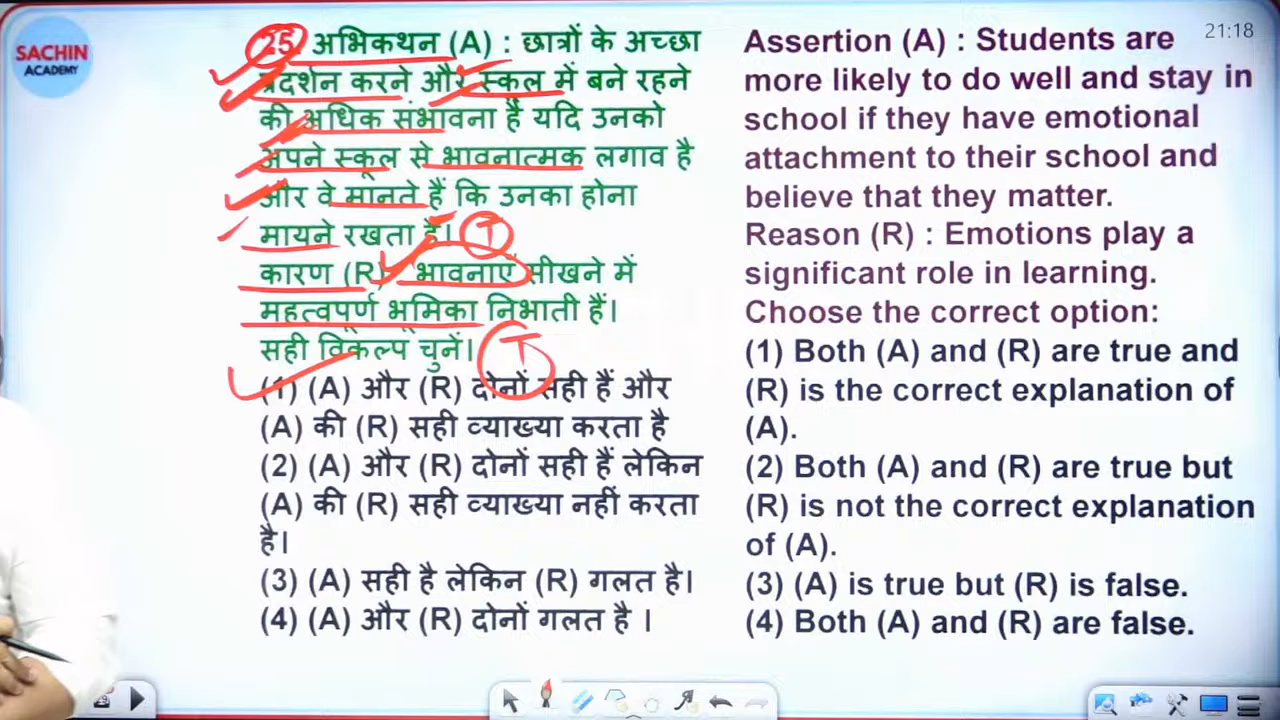 SACHIN
ACADEMY
25 अभिकथन (A) : छात्रों के अच्छा
प्रदर्शन करने और स्कूल में बने रहने
की अधिक संभावना है यदि उनको
अपने स्कूल से भावनात्मक लगाव है
और वे मानते हैं कि उनका होना
मायने रखता है। T
कारण (R) भावनाएं सीखने में
महत्वपूर्ण भूमिका निभाती हैं।
सही विकल्प चुनें। T
(1) (A) और (R) दोनों सही हैं और
(A) की (R) सही व्याख्या करता है
(2) (A) और (R) दोनों सही हैं लेकिन
(A) की (R) सही व्याख्या नहीं करता
है।
(3) (A) सही है लेकिन (R) गलत है।
(4) (A) और (R) दोनों गलत है ।
21:18
Assertion (A) : Students are
more likely to do well and stay in
school if they have emotional
attachment to their school and
believe that they matter.
Reason (R) : Emotions play a
significant role in learning.
Choose the correct option:
(1) Both (A) and (R) are true and
(R) is the correct explanation of
(A).
(2) Both (A) and (R) are true but
(R) is not the correct explanation
of (A).
(3) (A) is true but (R) is false.
(4) Both (A) and (R) are false.